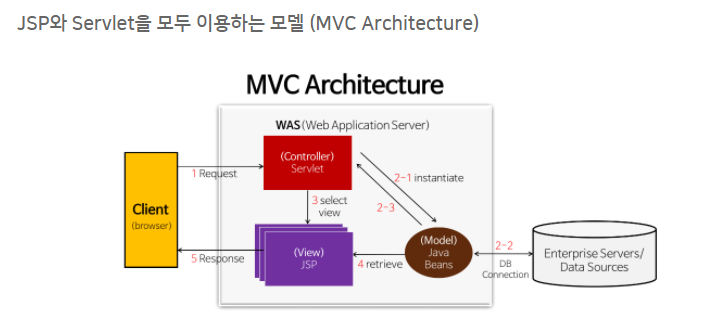 JSP와 Servlet을 모두 이용하는 모델 (MVC Architecture)
MVC Architecture
WAS (Web Application Server)
(Controller)
Servlet
1 Request
2-1 instantiate
Client
(browser)
3 select
view
2-3
(View)
JSP
5 Response
4 retrieve
(Model)
Java
Beans
2-2
DB
Connection
Enterprise Servers/
Data Sources